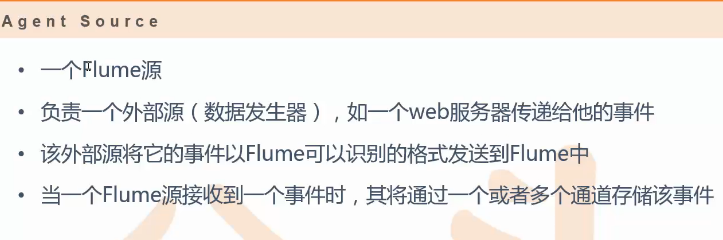 Agent Source
• 一个Flume源
• 负责一个外部源（数据发生器），如一个web服务器传递给他的事件
• 该外部源将它的事件以Flume可以识别的格式发送到Flume中
• 当一个Flume源接收到一个事件时，其将通过一个或者多个通道存储该事件